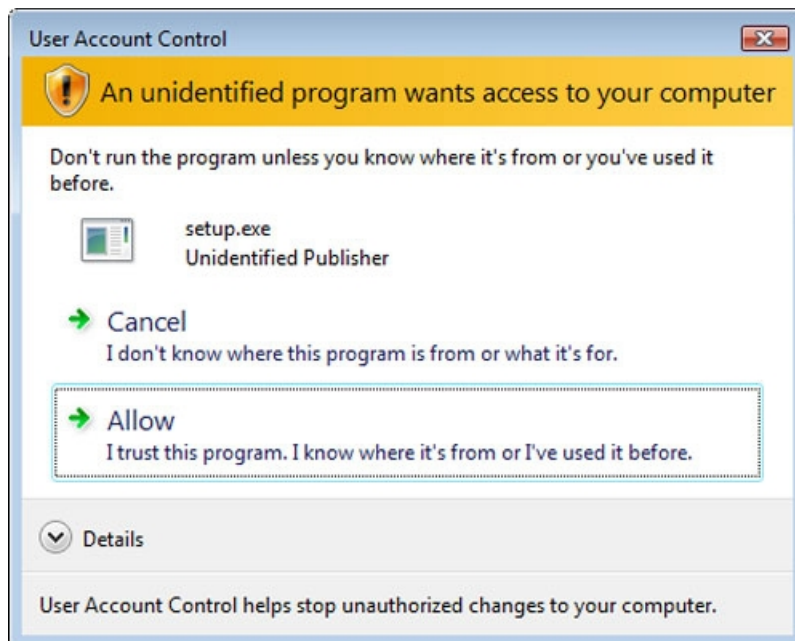 User Account Control
An unidentified program wants access to your computer
Don't run the program unless you know where it's from or you've used it
before.
setup.exe
Unidentified Publisher
Cancel
I don't know where this program is from or what it's for.
Allow
I trust this program. I know where it's from or I've used it before.
Details
User Account Control helps stop unauthorized changes to your computer.